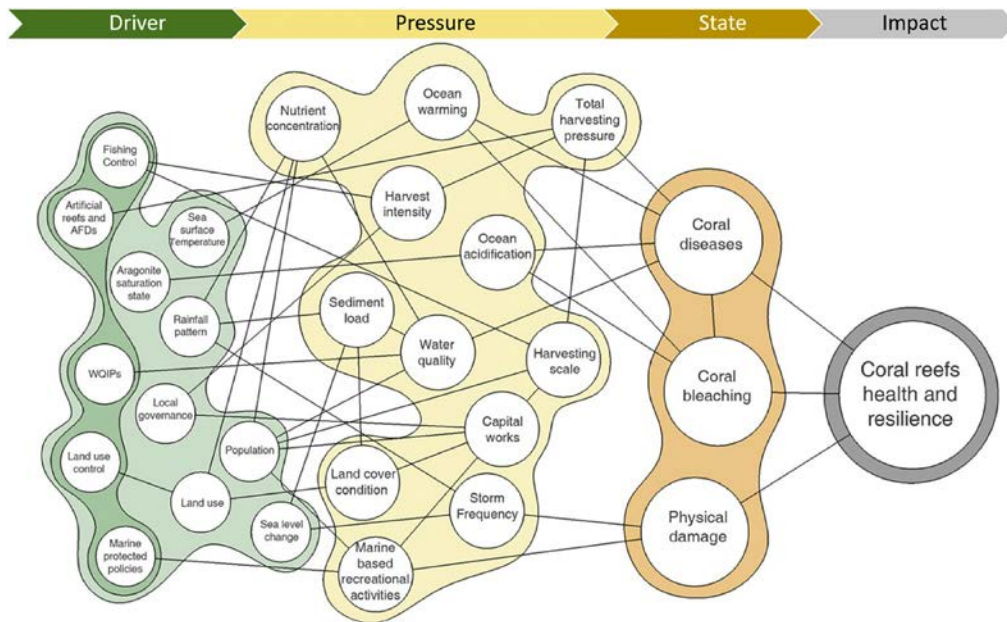 Driver
Pressure
State
Impact
Nutrient
concentration
Ocean
warming
Total
harvesting
pressure
Fishing
Control
Artificial
reefs and
AFDs
Sea
surface
Temperature
Harvest
intensity
Ocean
acidification
Coral
diseases
Aragonite
saturation
state
Rainfall
pattern
Sediment
load
Water
quality
Harvesting
scale
WQIPs
Coral
bleaching
Coral reefs
health and
resilience
Local
governance
Capital
works
Population
Land use
control
Land use
Land cover
condition
Storm
Frequency
Sea level
change
Physical
damage
Marine
protected
policies
Marine
based
recreational
activities